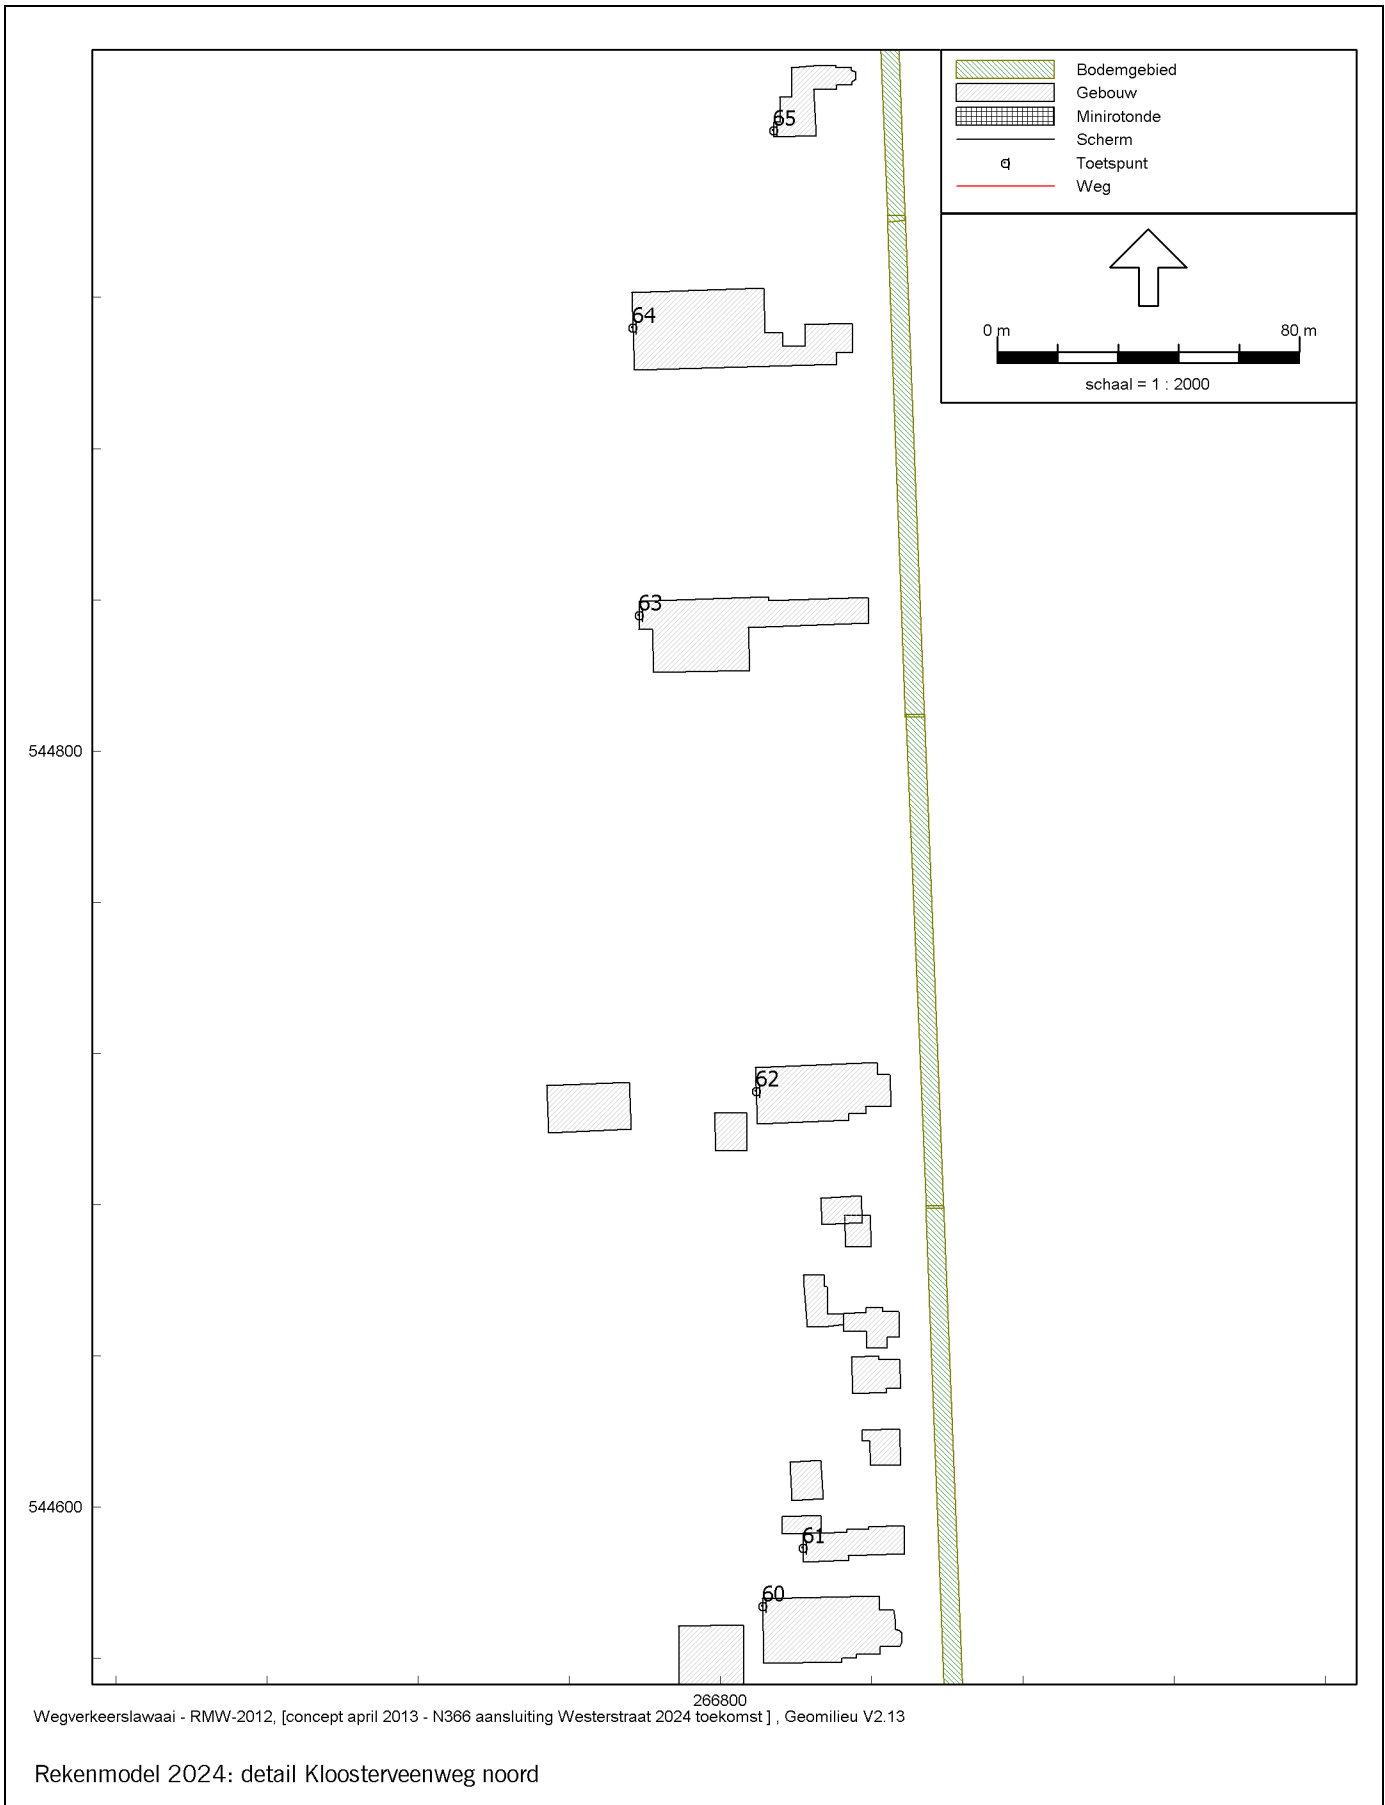 Bodemgebied
Gebouw
Minirotonde
Scherm
Toetspunt
Weg
0 m
80 m
schaal = 1 : 2000
65
64
63
544800
62
544600
61
60
266800
Wegverkeerslawaai - RMW-2012, [concept april 2013 - N366 aansluiting Westerstraat 2024 toekomst ] , Geomilieu V2.13
Rekenmodel 2024: detail Kloosterveenweg noord